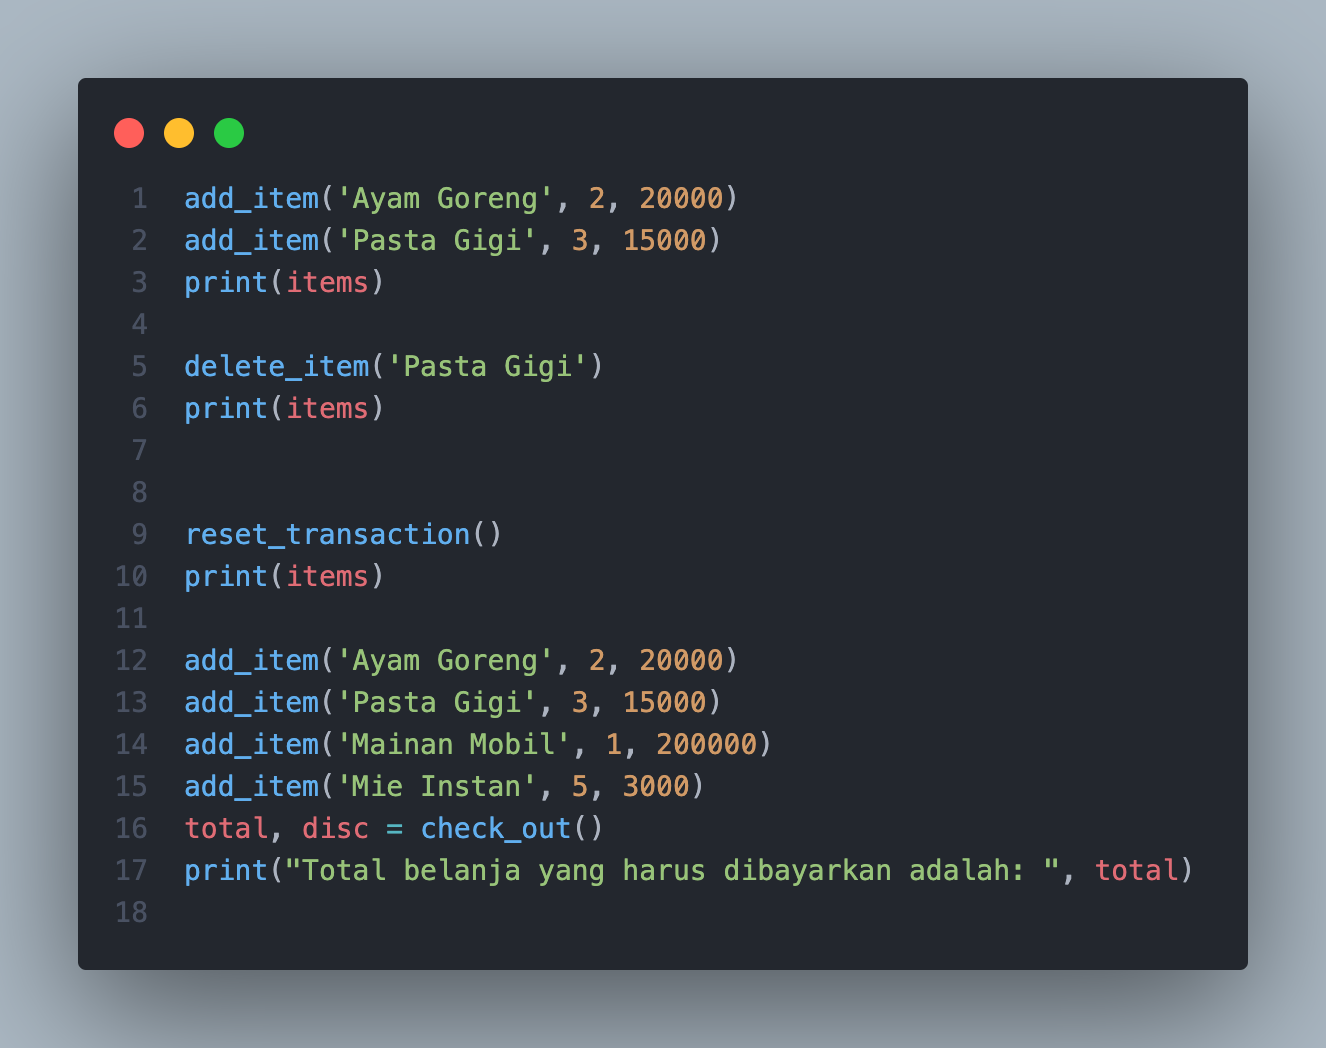 1 add_item('Ayam Goreng', 2, 20000)
2 add_item('Pasta Gigi', 3, 15000)
3 print(items)
4
5 delete_item('Pasta Gigi')
6 print(items)
7
8
9 reset_transaction()
10 print(items)
11
12 add_item('Ayam Goreng', 2, 20000)
13 add_item('Pasta Gigi', 3, 15000)
14 add_item('Mainan Mobil', 1, 200000)
15 add_item('Mie Instan', 5, 3000)
16 total, disc = check_out()
17 print("Total belanja yang harus dibayarkan adalah: ", total)
18